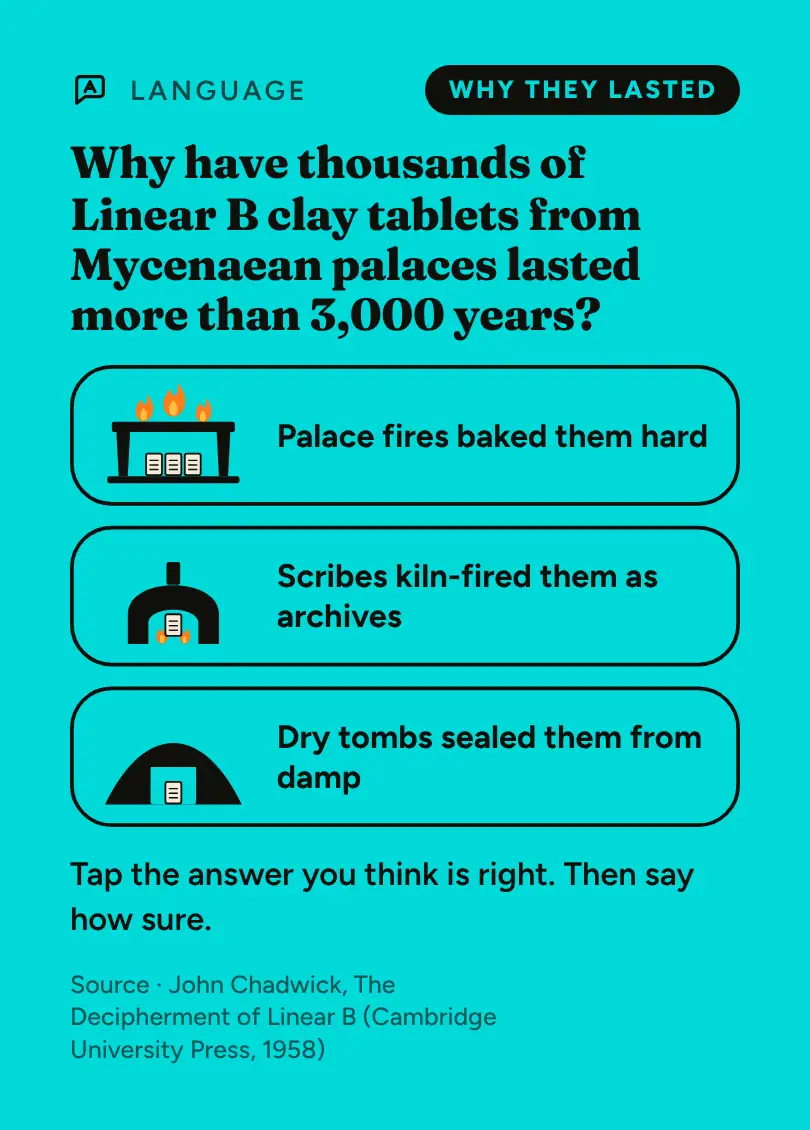 LANGUAGE
WHY THEY LASTED
Why have thousands of
Linear B clay tablets from
Mycenaean palaces lasted
more than 3,000 years?
Palace fires baked them hard
Scribes kiln-fired them as
archives
Dry tombs sealed them from
damp
Tap the answer you think is right. Then say
how sure.
Source · John Chadwick, The
Decipherment of Linear B (Cambridge
University Press, 1958)